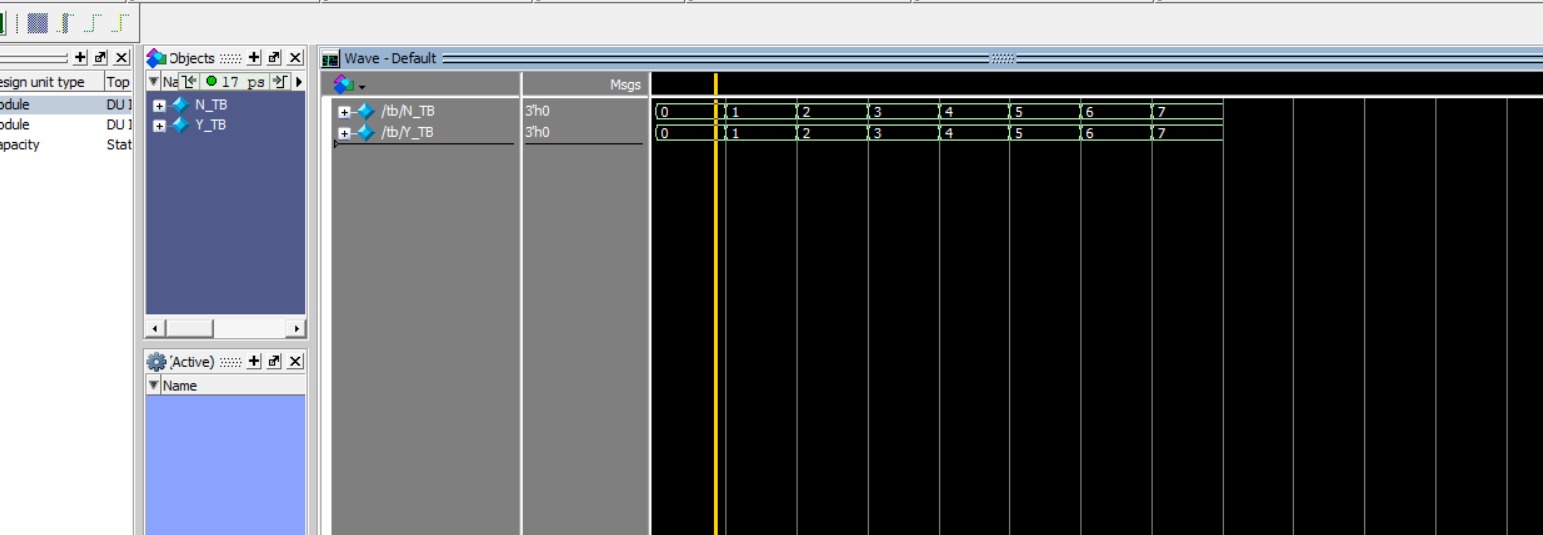 Objects
Wave - Default
esign unit type Top
Na 17 ps
Msgs
odule DU I
N_TB
/tb/N_TB 3'h0 0 1 2 3 4 5 6 7
odule DU I
Y_TB
/tb/Y_TB 3'h0 0 1 2 3 4 5 6 7
apacity Stat
(Active)
Name